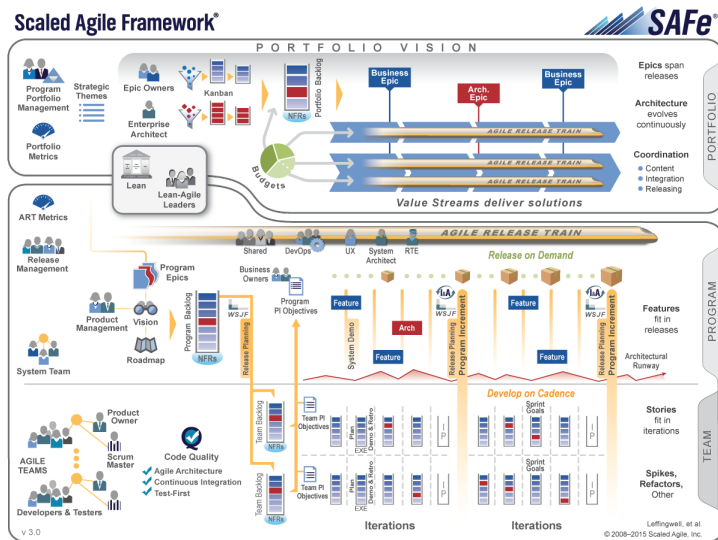 Scaled Agile Framework®
SAFe®
PORTFOLIO VISION
Program
Portfolio
Management
Strategic
Themes
Portfolio
Metrics
Epic Owners
Enterprise
Architect
Kanban
Portfolio Backlog
NFRs
Budgets
Business
Epic
Arch.
Epic
Business
Epic
AGILE RELEASE TRAIN
AGILE RELEASE TRAIN
AGILE RELEASE TRAIN
Value Streams deliver solutions
Epics span
releases
Architecture
evolves
continuously
Coordination
• Content
• Integration
• Releasing
PORTFOLIO
Lean
Lean-Agile
Leaders
ART Metrics
Release
Management
AGILE RELEASE TRAIN
Shared
DevOps
UX
System
Architect
RTE
Release on Demand
Program
Epics
Business
Owners
Program
PI Objectives
Product
Management
Vision
Roadmap
System Team
Program Backlog
NFRs
WSJF
Release Planning
Feature
System Demo
Arch
Feature
I&A
WSJF
Release Planning
Program Increment
Feature
Feature
I&A
WSJF
Release Planning
Program Increment
Features
fit in
releases
Architectural
Runway
PROGRAM
Develop on Cadence
Product
Owner
Scrum
Master
AGILE
TEAMS
Developers & Testers
Code Quality
Agile Architecture
Continuous Integration
Test-First
Team Backlog
NFRs
Team PI
Objectives
Plan
EXE
Demo & Retro
I
P
Sprint
Goals
I
P
Team Backlog
NFRs
Team PI
Objectives
Plan
EXE
Demo & Retro
I
P
Sprint
Goals
I
P
Iterations
Iterations
Stories
fit in
iterations
Spikes,
Refactors,
Other
TEAM
v 3.0
Leffingwell, et al.
© 2008–2015 Scaled Agile, Inc.